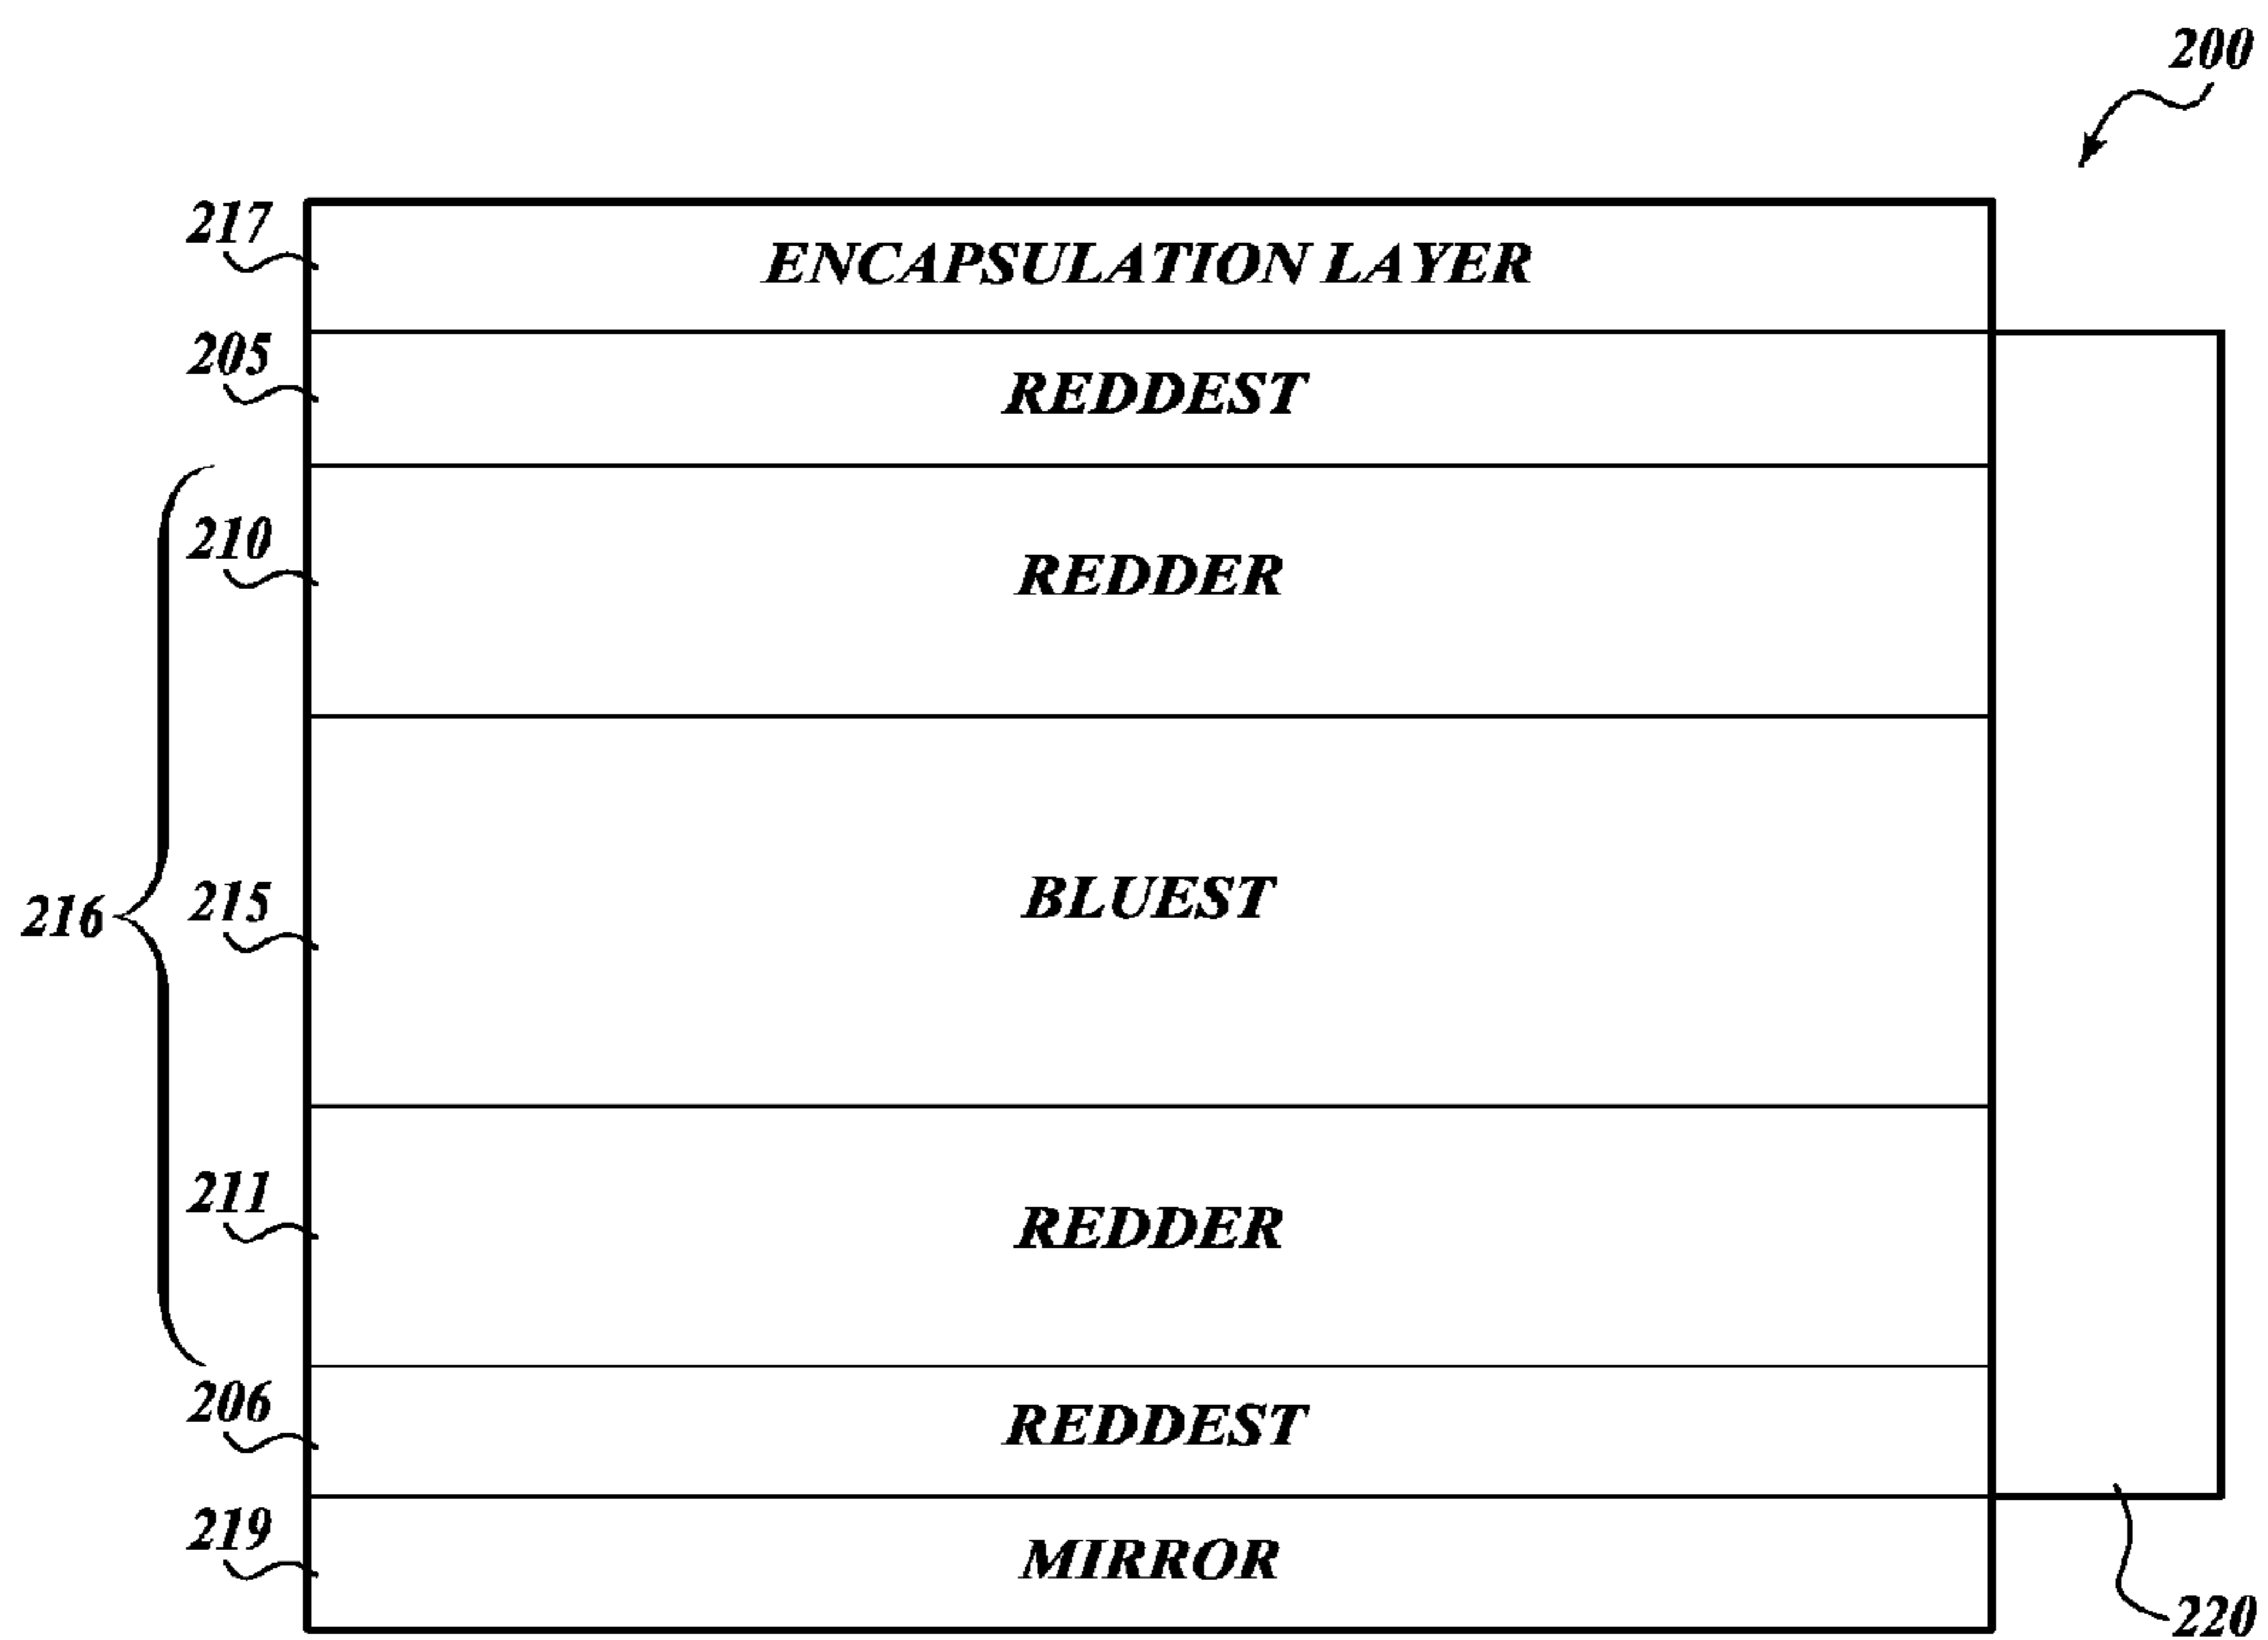 200
217
ENCAPSULATION LAYER
205
REDDEST
210
REDDER
216
215
BLUEST
211
REDDER
206
REDDEST
219
MIRROR
220